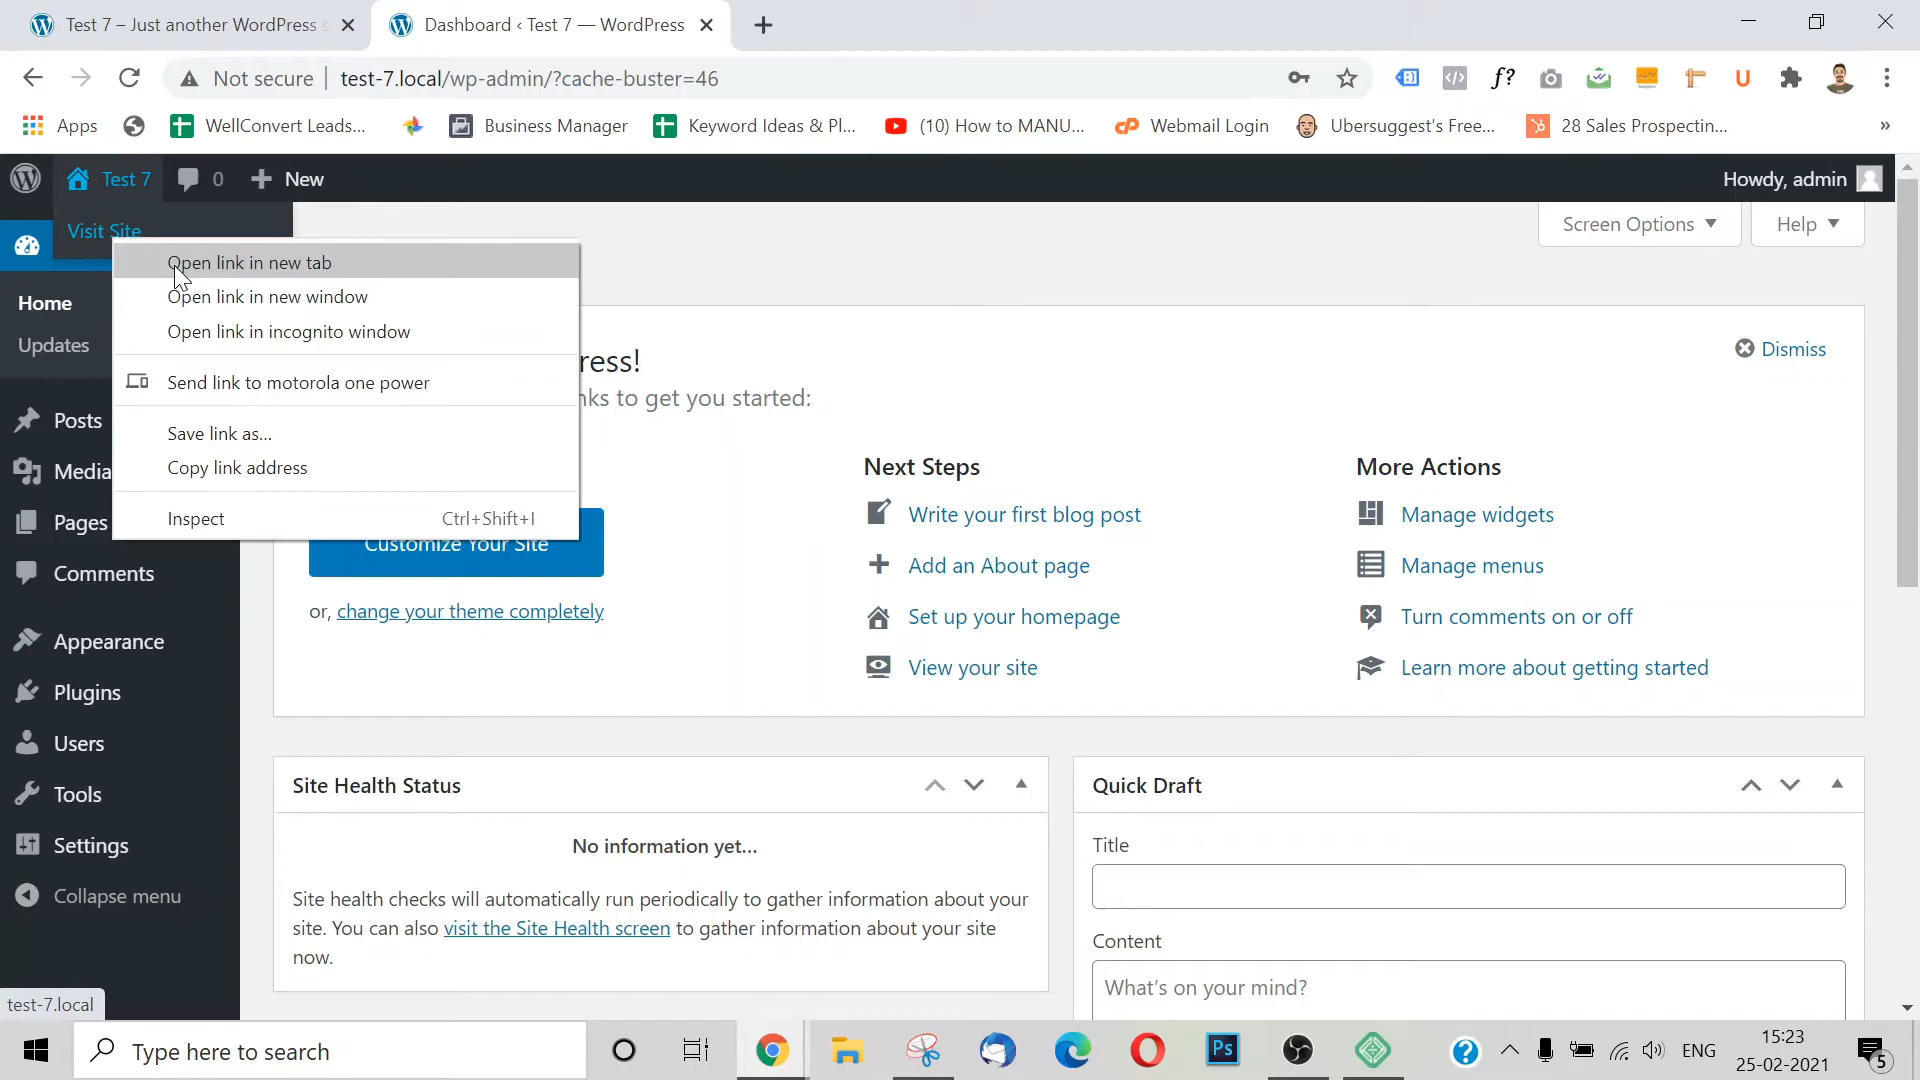 Test 7 – Just another WordPress s
Dashboard ‹ Test 7 — WordPress
Not secure
test-7.local/wp-admin/?cache-buster=46
f?
Apps
WellConvert Leads...
Business Manager
Keyword Ideas & Pl...
(10) How to MANU...
Webmail Login
Ubersuggest's Free...
28 Sales Prospectin...
»
Test 7
0
New
Howdy, admin
Visit Site
Screen Options
Help
Open link in new tab
Open link in new window
Open link in incognito window
Send link to motorola one power
Save link as...
Copy link address
Inspect
Ctrl+Shift+I
Home
Updates
Posts
Media
Pages
Comments
Appearance
Plugins
Users
Tools
Settings
Collapse menu
ress!
Dismiss
nks to get you started:
Customize Your Site
or, change your theme completely
Next Steps
Write your first blog post
Add an About page
Set up your homepage
View your site
More Actions
Manage widgets
Manage menus
Turn comments on or off
Learn more about getting started
Site Health Status
No information yet...
Site health checks will automatically run periodically to gather information about your
site. You can also visit the Site Health screen to gather information about your site
now.
Quick Draft
Title
Content
What's on your mind?
test-7.local
Type here to search
Ps
ENG
15:23
25-02-2021
5